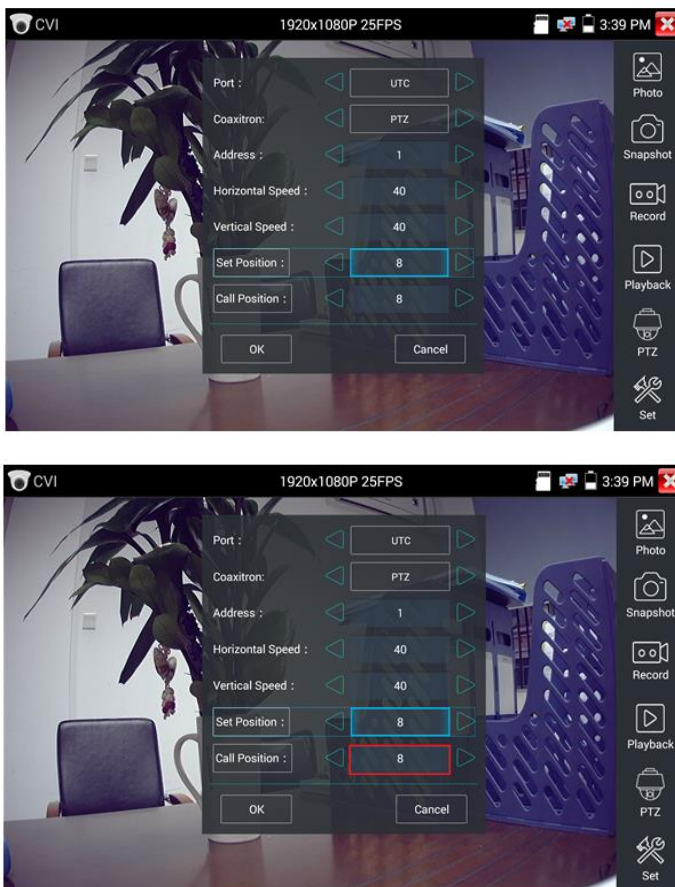 CVI 1920x1080P 25FPS 3:39 PM
Port : UTC
Photo
Coaxitron: PTZ
Address : 1
Snapshot
Horizontal Speed : 40
Record
Vertical Speed : 40
Set Position : 8
Playback
Call Position : 8
OK Cancel
PTZ
Set
CVI 1920x1080P 25FPS 3:39 PM
Port : UTC
Photo
Coaxitron: PTZ
Address : 1
Snapshot
Horizontal Speed : 40
Record
Vertical Speed : 40
Set Position : 8
Playback
Call Position : 8
OK Cancel
PTZ
Set